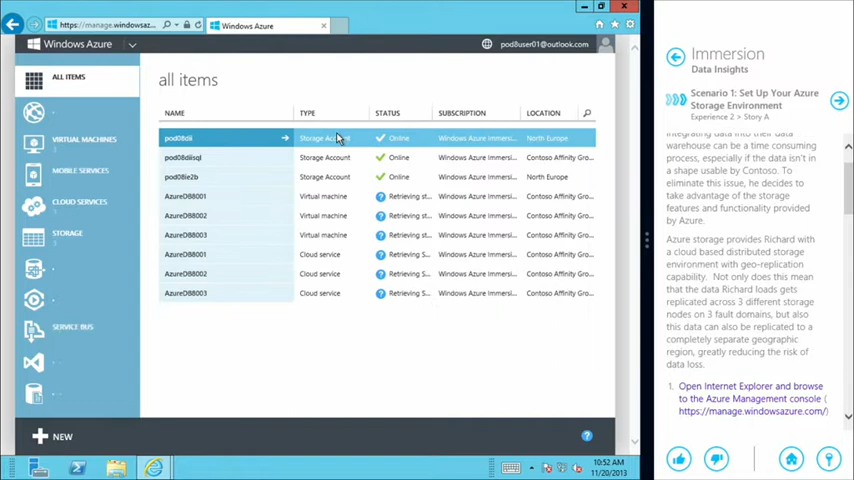 https://manage.windowsaz...
Windows Azure
Windows Azure
pod8user01@outlook.com
ALL ITEMS
VIRTUAL MACHINES
3
MOBILE SERVICES
CLOUD SERVICES
3
STORAGE
3
SERVICE BUS
all items
NAME TYPE STATUS SUBSCRIPTION LOCATION
pod08dii Storage Account Online Windows Azure Immersi... North Europe
pod08diisql Storage Account Online Windows Azure Immersi... Contoso Affinity Gro...
pod08ie2b Storage Account Online Windows Azure Immersi... North Europe
AzureDB8001 Virtual machine Retrieving st... Windows Azure Immersi... Contoso Affinity Gro...
AzureDB8002 Virtual machine Retrieving st... Windows Azure Immersi... Contoso Affinity Gro...
AzureDB8003 Virtual machine Retrieving st... Windows Azure Immersi... Contoso Affinity Gro...
AzureDB8001 Cloud service Retrieving S... Windows Azure Immersi... Contoso Affinity Gro...
AzureDB8002 Cloud service Retrieving S... Windows Azure Immersi... Contoso Affinity Gro...
AzureDB8003 Cloud service Retrieving S... Windows Azure Immersi... Contoso Affinity Gro...
NEW
10:52 AM
11/20/2013
Immersion
Data Insights
Scenario 1: Set Up Your Azure
Storage Environment
Experience 2 > Story A
integrating data into their data
warehouse can be a time consuming
process, especially if the data isn't in
a shape usable by Contoso. To
eliminate this issue, he decides to
take advantage of the storage
features and functionality provided
by Azure.
Azure storage provides Richard with
a cloud based distributed storage
environment with geo-replication
capability. Not only does this mean
that the data Richard loads gets
replicated across 3 different storage
nodes on 3 fault domains, but also
this data can also be replicated to a
completely separate geographic
region, greatly reducing the risk of
data loss.
1. Open Internet Explorer and browse
to the Azure Management console (
https://manage.windowsazure.com/)